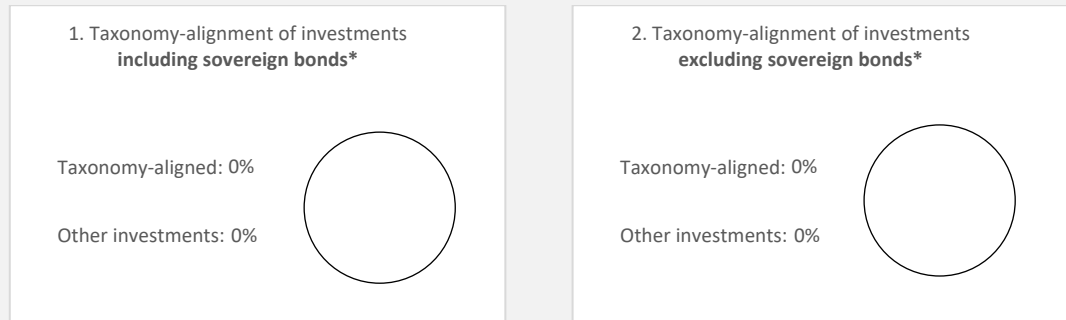 1. Taxonomy-alignment of investments
including sovereign bonds*
Taxonomy-aligned: 0%
Other investments: 0%
2. Taxonomy-alignment of investments
excluding sovereign bonds*
Taxonomy-aligned: 0%
Other investments: 0%